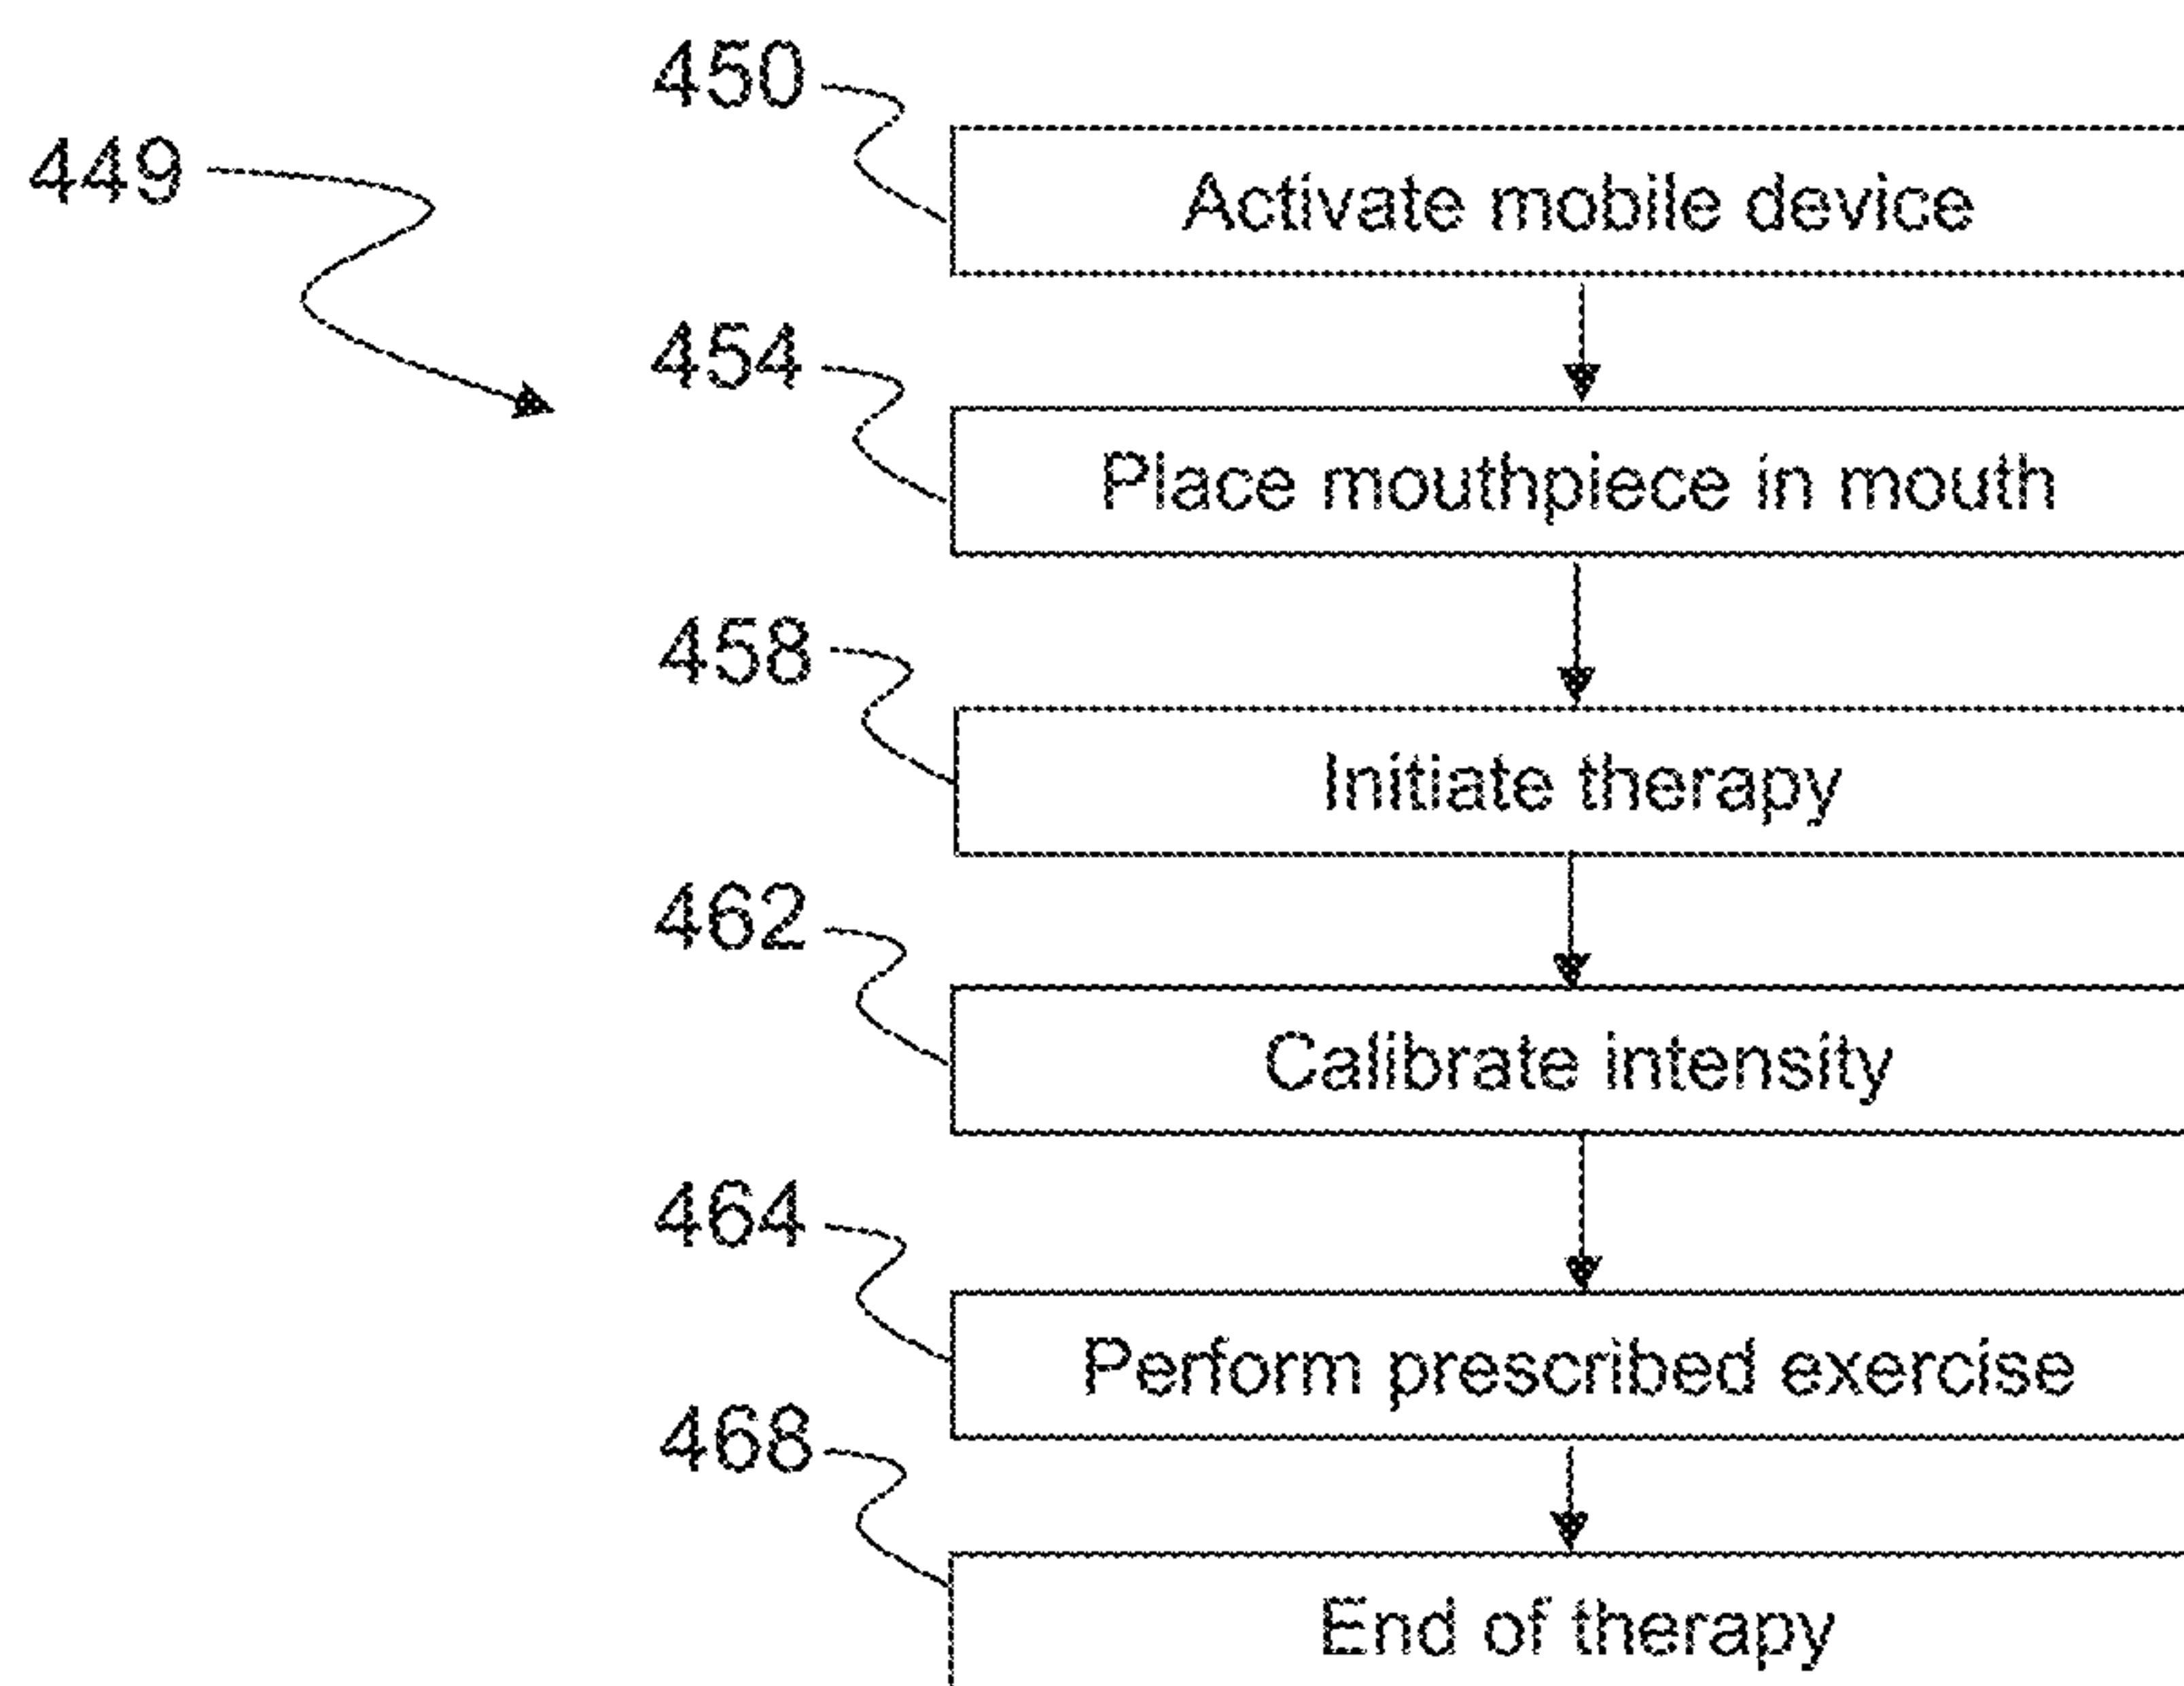 450
Activate mobile device
449
454
Place mouthpiece in mouth
458
Initiate therapy
462
Calibrate intensity
464
Perform prescribed exercise
468
End of therapy